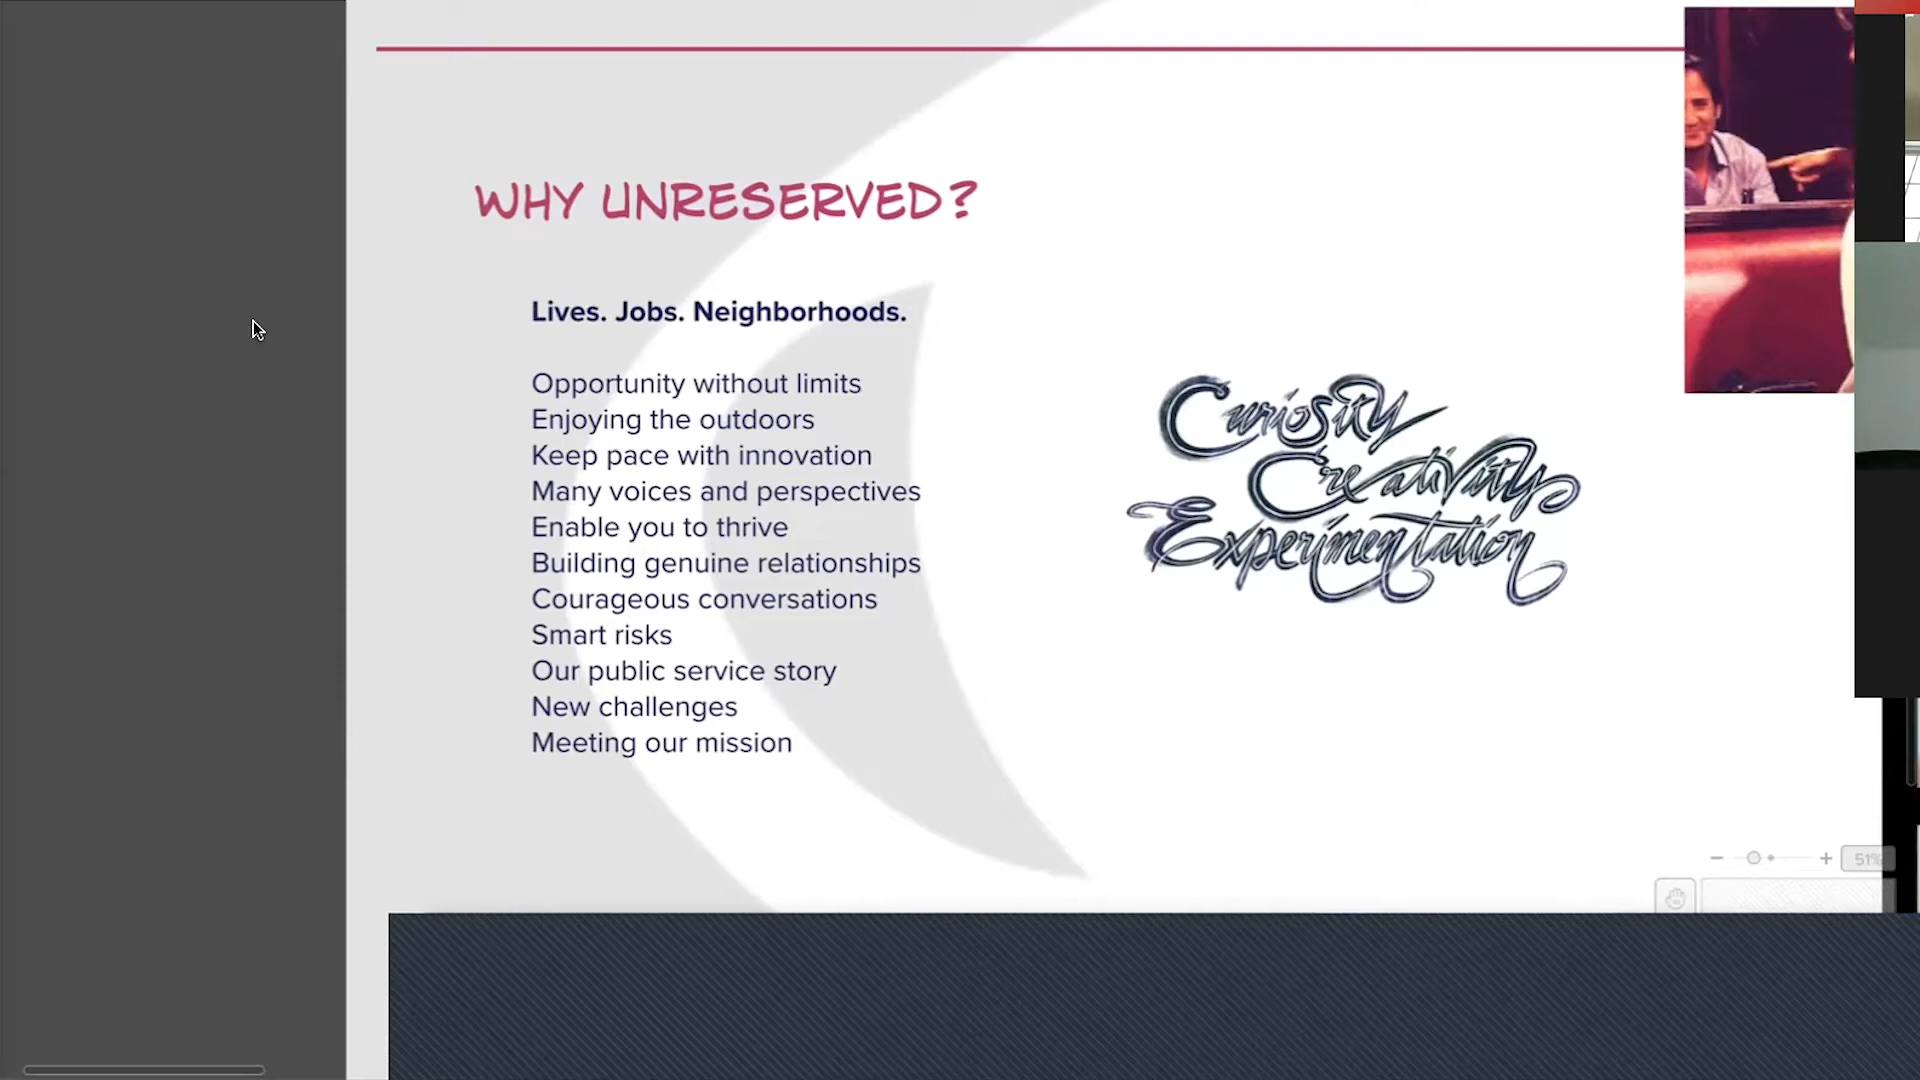 WHY UNRESERVED?
Lives. Jobs. Neighborhoods.
Opportunity without limits
Enjoying the outdoors
Keep pace with innovation
Many voices and perspectives
Enable you to thrive
Building genuine relationships
Courageous conversations
Smart risks
Our public service story
New challenges
Meeting our mission
Curiosity
Creativity
Experimentation
51%